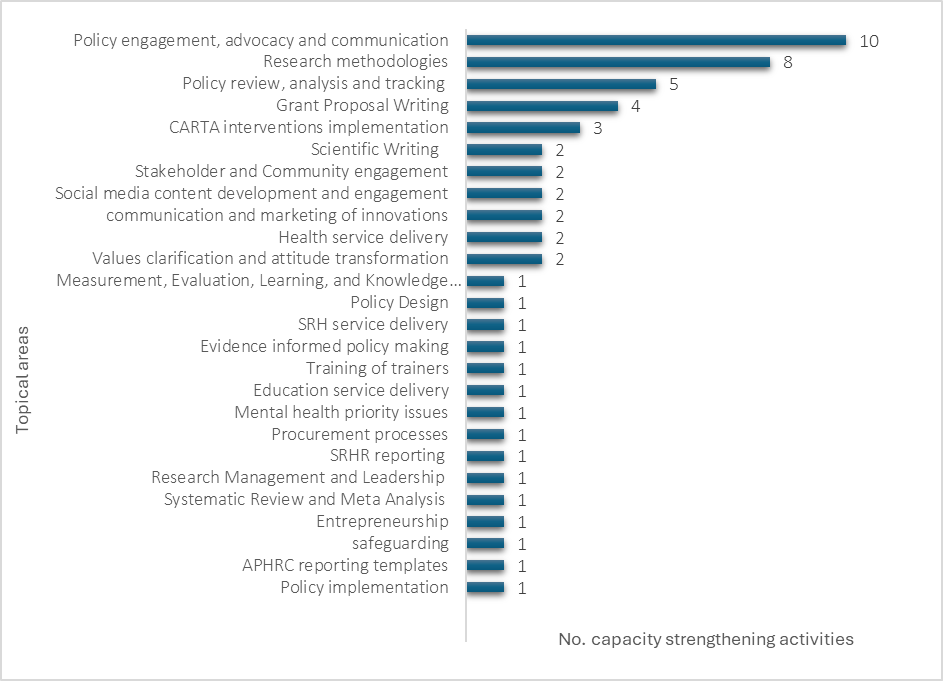 Policy engagement, advocacy and communication 10
Research methodologies 8
Policy review, analysis and tracking 5
Grant Proposal Writing 4
CARTA interventions implementation 3
Scientific Writing 2
Stakeholder and Community engagement 2
Social media content development and engagement 2
communication and marketing of innovations 2
Health service delivery 2
Values clarification and attitude transformation 2
Measurement, Evaluation, Learning, and Knowledge... 1
Policy Design 1
SRH service delivery 1
Evidence informed policy making 1
Training of trainers 1
Education service delivery 1
Mental health priority issues 1
Procurement processes 1
SRHR reporting 1
Research Management and Leadership 1
Systematic Review and Meta Analysis 1
Entrepreneurship 1
safeguarding 1
APHRC reporting templates 1
Policy implementation 1
Topical areas
No. capacity strengthening activities